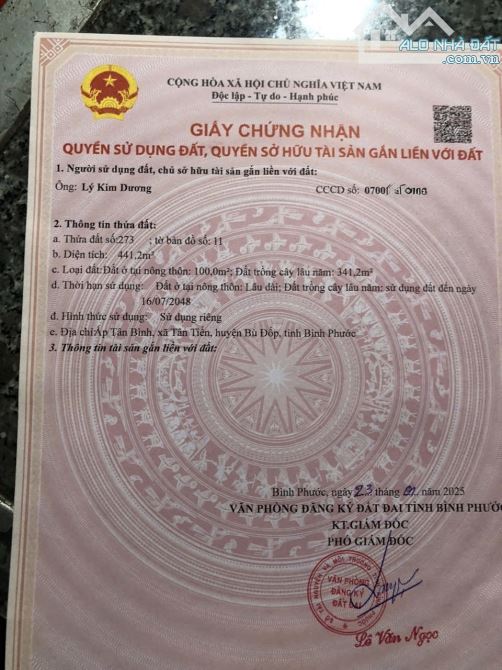 ALO NHÀ ĐẤT
.com.vn
CỘNG HÒA XÃ HỘI CHỦ NGHĨA VIỆT NAM
Độc lập - Tự do - Hạnh phúc
GIẤY CHỨNG NHẬN
QUYỀN SỬ DỤNG ĐẤT, QUYỀN SỞ HỮU TÀI SẢN GẮN LIỀN VỚI ĐẤT
1. Người sử dụng đất, chủ sở hữu tài sản gắn liền với đất:
Ông: Lý Kim Dương CCCD số:
2. Thông tin thửa đất:
a. Thửa đất số:273 ; tờ bản đồ số: 11
b. Diện tích: 441,2m²
c. Loại đất:Đất ở tại nông thôn: 100,0m²; Đất trồng cây lâu năm: 341,2m²
d. Thời hạn sử dụng: Đất ở tại nông thôn: Lâu dài; Đất trồng cây lâu năm: sử dụng đất đến ngày
16/07/2048
đ. Hình thức sử dụng: Sử dụng riêng
e. Địa chỉ:Ấp Tân Bình, xã Tân Tiến, huyện Bù Đốp, tỉnh Bình Phước
3. Thông tin tài sản gắn liền với đất:
Bình Phước, ngày 23 tháng 01 năm 2025
VĂN PHÒNG ĐĂNG KÝ ĐẤT ĐAI TỈNH BÌNH PHƯỚC
KT.GIÁM ĐỐC
PHÓ GIÁM ĐỐC
VĂN PHÒNG
ĐĂNG KÝ
ĐẤT ĐAI
Lê Văn Ngọc